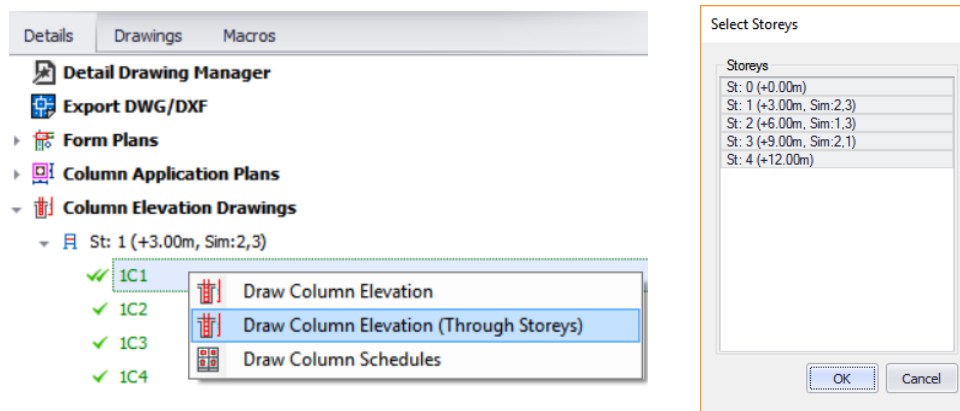 Details Drawings Macros
Detail Drawing Manager
Export DWG/DXF
Form Plans
Column Application Plans
Column Elevation Drawings
St: 1 (+3.00m, Sim:2,3)
1C1
1C2
1C3
1C4
Draw Column Elevation
Draw Column Elevation (Through Storeys)
Draw Column Schedules
Select Storeys
Storeys
St: 0 (+0.00m)
St: 1 (+3.00m, Sim:2,3)
St: 2 (+6.00m, Sim:1,3)
St: 3 (+9.00m, Sim:2,1)
St: 4 (+12.00m)
OK Cancel